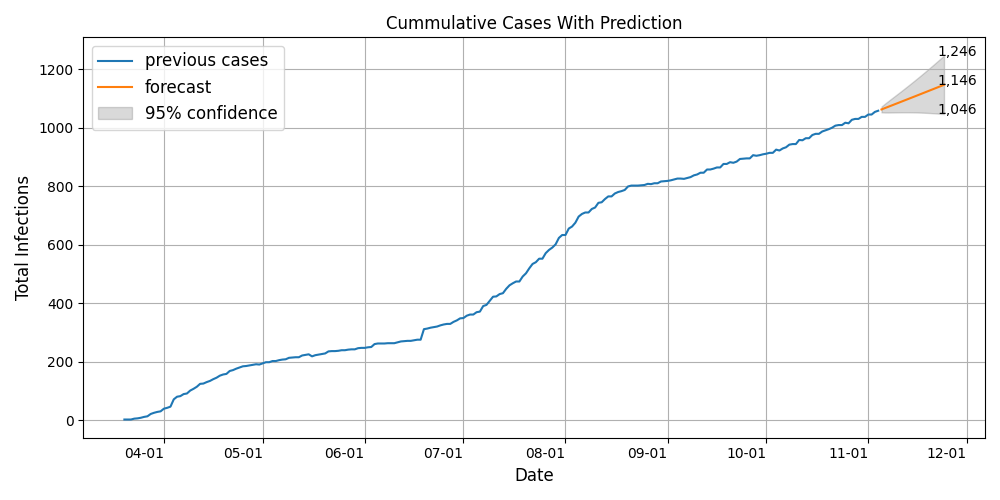 Cummulative Cases With Prediction
previous cases
forecast
95% confidence
1,246
1,146
1,046
Total Infections
1200
1000
800
600
400
200
0
04-01 05-01 06-01 07-01 08-01 09-01 10-01 11-01 12-01
Date